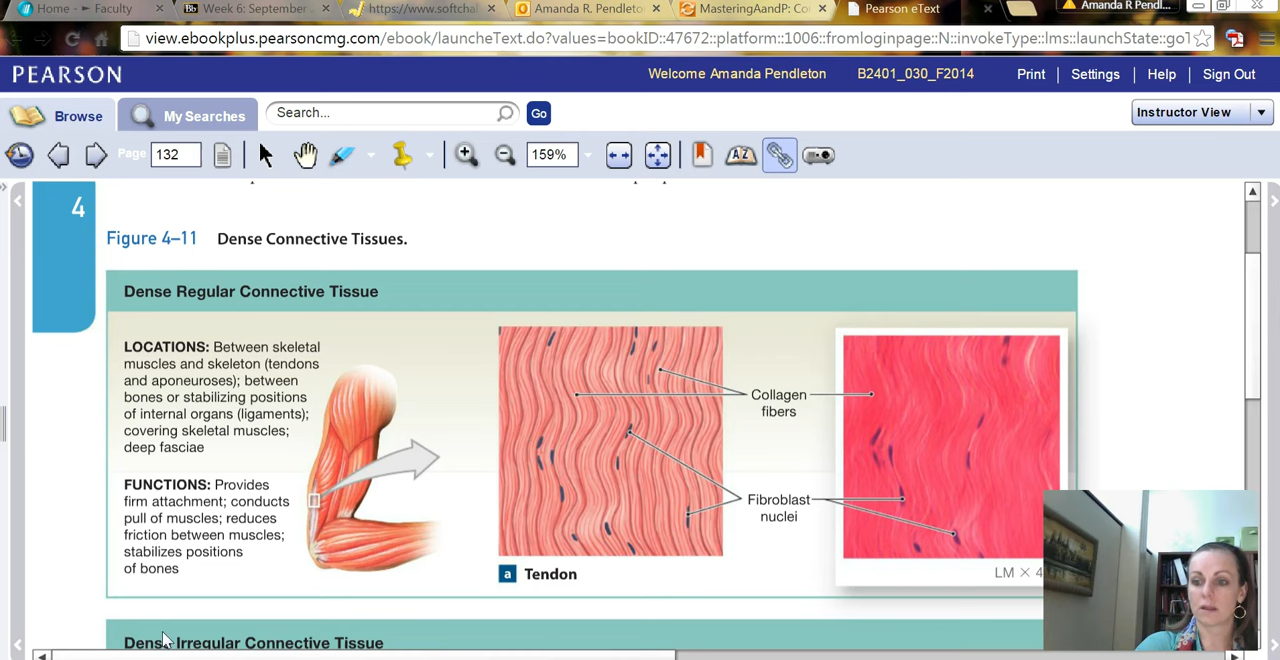 Home - ► Faculty
Week 6: September
https://www.softchal
Amanda R. Pendleto
MasteringAandP: Co
Pearson eText
Amanda R Pendl...
view.ebookplus.pearsoncmg.com/ebook/launcheText.do?values=bookID::47672::platform::1006::fromloginpage::N::invokeType::lms::launchState::goT
PEARSON
Welcome Amanda Pendleton B2401_030_F2014 Print | Settings | Help | Sign Out
Browse My Searches Search... Go Instructor View
Page 132 159%
4
Figure 4–11 Dense Connective Tissues.
Dense Regular Connective Tissue
LOCATIONS: Between skeletal
muscles and skeleton (tendons
and aponeuroses); between
bones or stabilizing positions
of internal organs (ligaments);
covering skeletal muscles;
deep fasciae
FUNCTIONS: Provides
firm attachment; conducts
pull of muscles; reduces
friction between muscles;
stabilizes positions
of bones
Collagen
fibers
Fibroblast
nuclei
a Tendon
LM × 4
Dense Irregular Connective Tissue